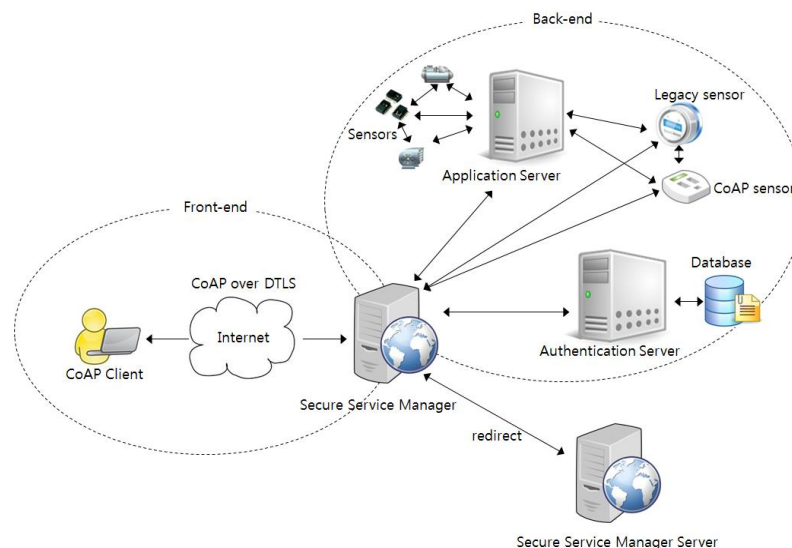 Back-end
Legacy sensor
Sensors
Application Server
CoAP sensor
Front-end
CoAP over DTLS
Database
Internet
CoAP Client
Authentication Server
Secure Service Manager
redirect
Secure Service Manager Server